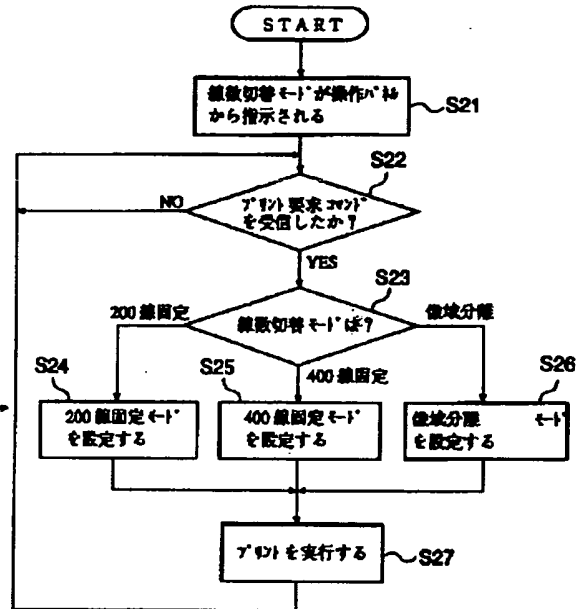 START
線数切替モードが操作パネル
から指示される
S21
S22
プリント要求コマンド
を受信したか?
NO
YES
S23
200線固定
線数切替モードは?
像域分離
400線固定
S24
S25
S26
200線固定モード
を設定する
400線固定モード
を設定する
像域分離 モード
を設定する
プリントを実行する
S27